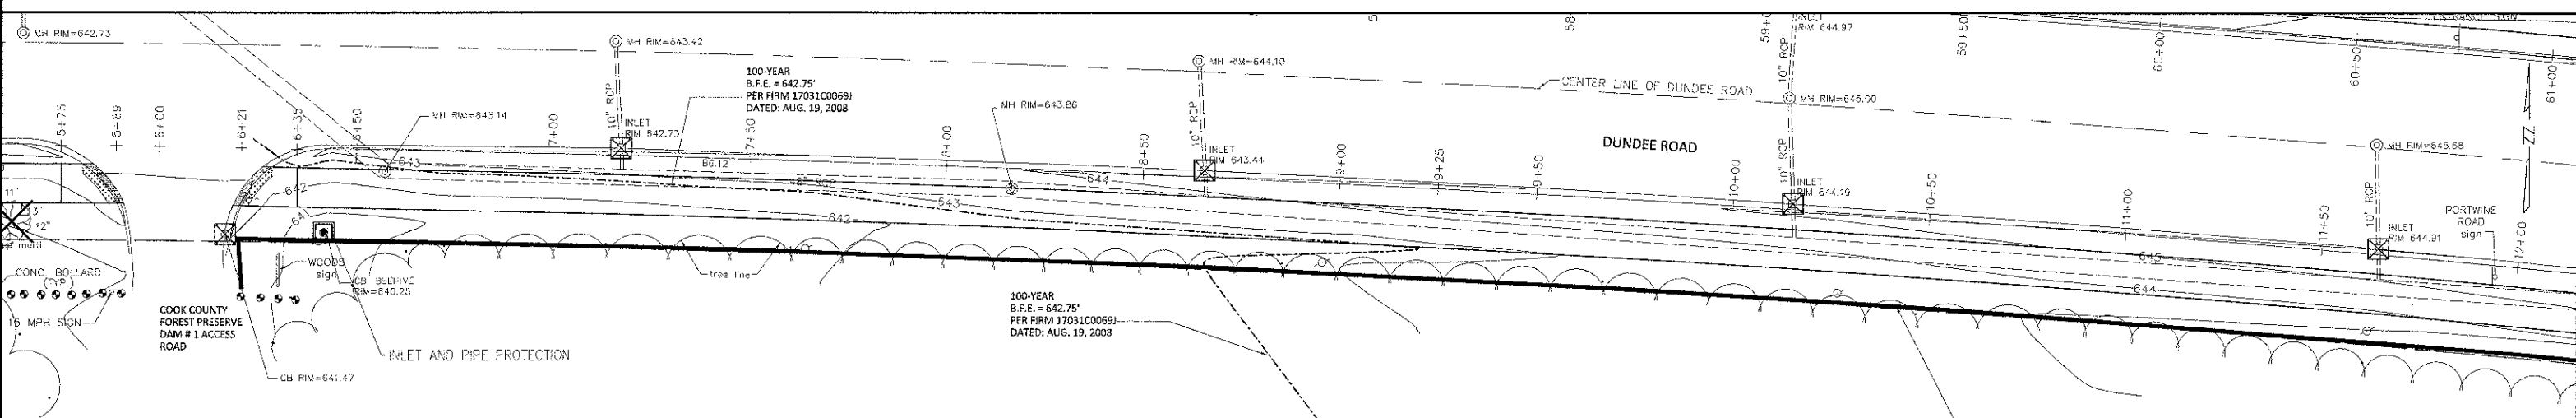 MH RIM=642.73
MH RIM=643.42
MH RIM=644.10
INLET
RIM 644.97
59+50
60+00
60+50
61+00
100-YEAR
B.F.E. = 642.75'
PER FIRM 17031C0069J
DATED: AUG. 19, 2008
CENTER LINE OF DUNDEE ROAD
DUNDEE ROAD
MH RIM=643.14
MH RIM=643.86
MH RIM=645.00
MH RIM=645.68
5+75
5+89
6+00
6+21
6+35
6+50
7+00
7+50
8+00
8+50
9+00
9+25
9+50
10+00
10+50
11+00
11+50
12+00
10" RCP
10" RCP
10" RCP
10" RCP
10" RCP
INLET
RIM 642.73
INLET
RIM 643.44
INLET
RIM 644.19
INLET
RIM 644.91
B6.12
643
642
641
642
643
644
645
644
PORTWINE
ROAD
sign
WOODS
sign
CB, BEEHIVE
RIM=640.25
tree line
CONC. BOLLARD
(TYP.)
15 MPH SIGN
COOK COUNTY
FOREST PRESERVE
DAM # 1 ACCESS
ROAD
INLET AND PIPE PROTECTION
CB RIM=641.47
100-YEAR
B.F.E. = 642.75'
PER FIRM 17031C0069J
DATED: AUG. 19, 2008